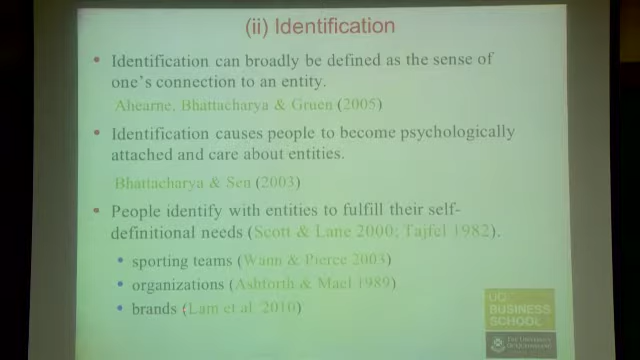 (ii) Identification
• Identification can broadly be defined as the sense of
one's connection to an entity.
Ahearne, Bhattacharya & Gruen (2005)
• Identification causes people to become psychologically
attached and care about entities.
Bhattacharya & Sen (2003)
• People identify with entities to fulfill their self-
definitional needs (Scott & Lane 2000; Tajfel 1982).
• sporting teams (Wann & Pierce 2003)
• organizations (Ashforth & Mael 1989)
• brands (Lam et al. 2010)
UQ
BUSINESS
SCHOOL
THE UNIVERSITY
OF QUEENSLAND